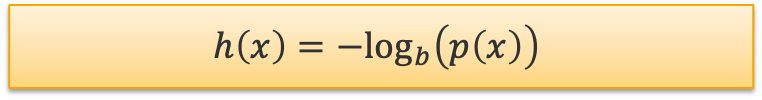 h(x) = −log_b(p(x))